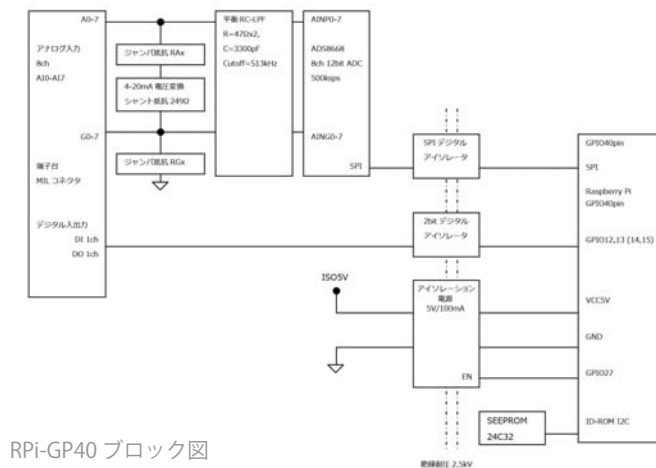 A0-7
アナログ入力
8ch
AI0-AI7
G0-7
端子台
MIL コネクタ
デジタル入出力
DI 1ch
DO 1ch
ジャンパ抵抗 RAx
4-20mA 電圧変換
シャント抵抗 249Ω
ジャンパ抵抗 RGx
平衡 RC-LPF
R=470x2,
C=3300pF
Cutoff=513kHz
AINP0-7
ADS8668
8ch 12bit ADC
500ksps
AING0-7
SPI
SPI デジタル
アイソレータ
2bit デジタル
アイソレータ
ISO5V
アイソレーション
電源
5V/100mA
EN
GPIO40pin
SPI
Raspberry Pi
GPIO40pin
GPIO12,13 (14,15)
VCC5V
GND
GPIO27
ID-ROM I2C
SEEPROM
24C32
絶縁耐圧 2.5kV
RPi-GP40 ブロック図